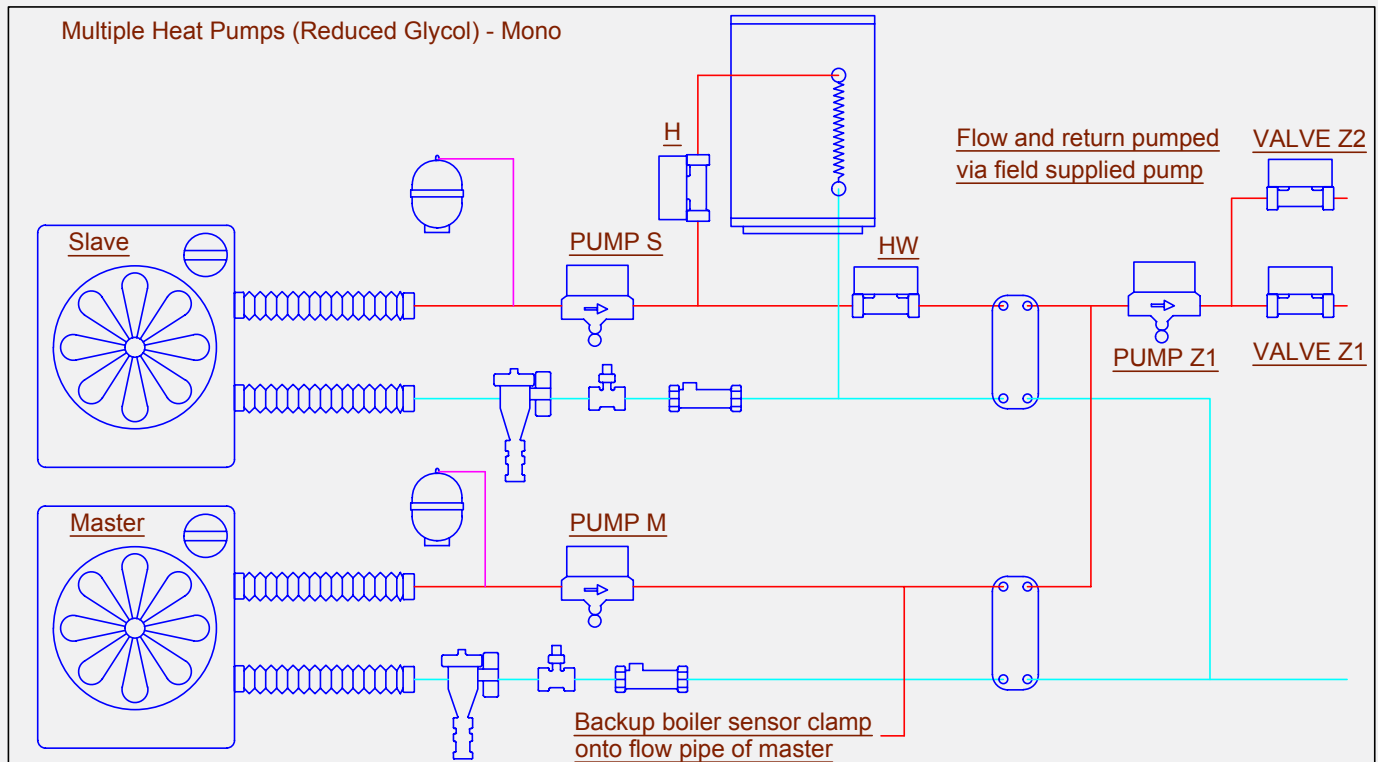 Multiple Heat Pumps (Reduced Glycol) - Mono
H
Flow and return pumped
via field supplied pump
VALVE Z2
Slave
PUMP S
HW
PUMP Z1
VALVE Z1
Master
PUMP M
Backup boiler sensor clamp
onto flow pipe of master